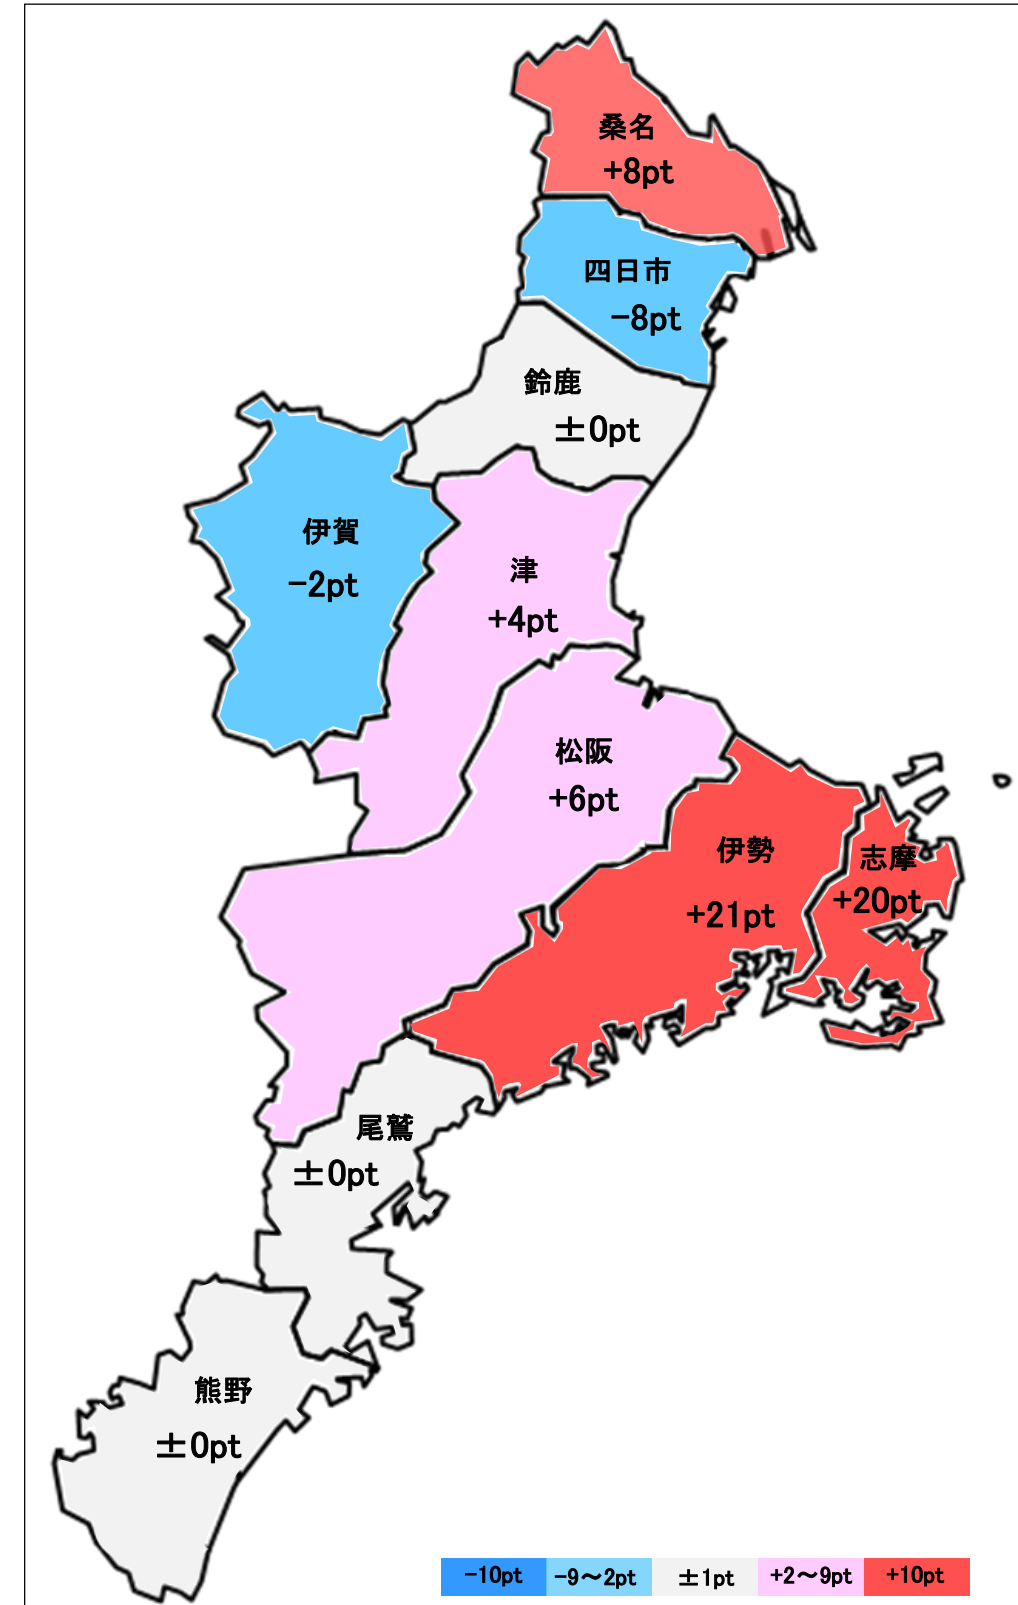 桑名
+8pt
四日市
-8pt
鈴鹿
±0pt
伊賀
-2pt
津
+4pt
松阪
+6pt
伊勢
+21pt
志摩
+20pt
尾鷲
±0pt
熊野
±0pt
-10pt -9～2pt ±1pt +2～9pt +10pt